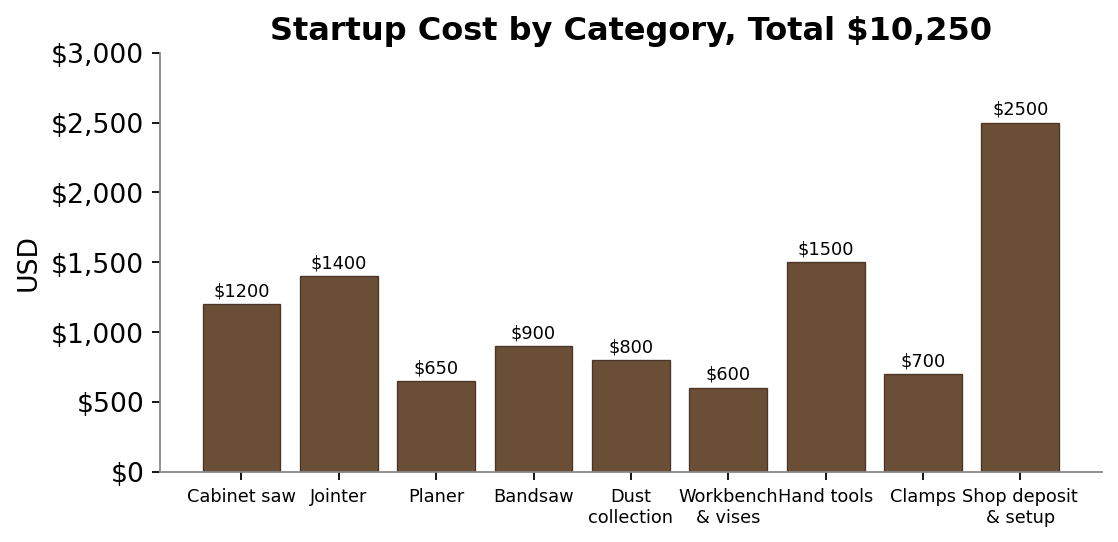 Startup Cost by Category, Total $10,250
$3,000
$2,500
$2,000
$1,500
$1,000
$500
$0
USD
$1200
$1400
$650
$900
$800
$600
$1500
$700
$2500
Cabinet saw
Jointer
Planer
Bandsaw
Dust
collection
Workbench
& vises
Hand tools
Clamps
Shop deposit
& setup